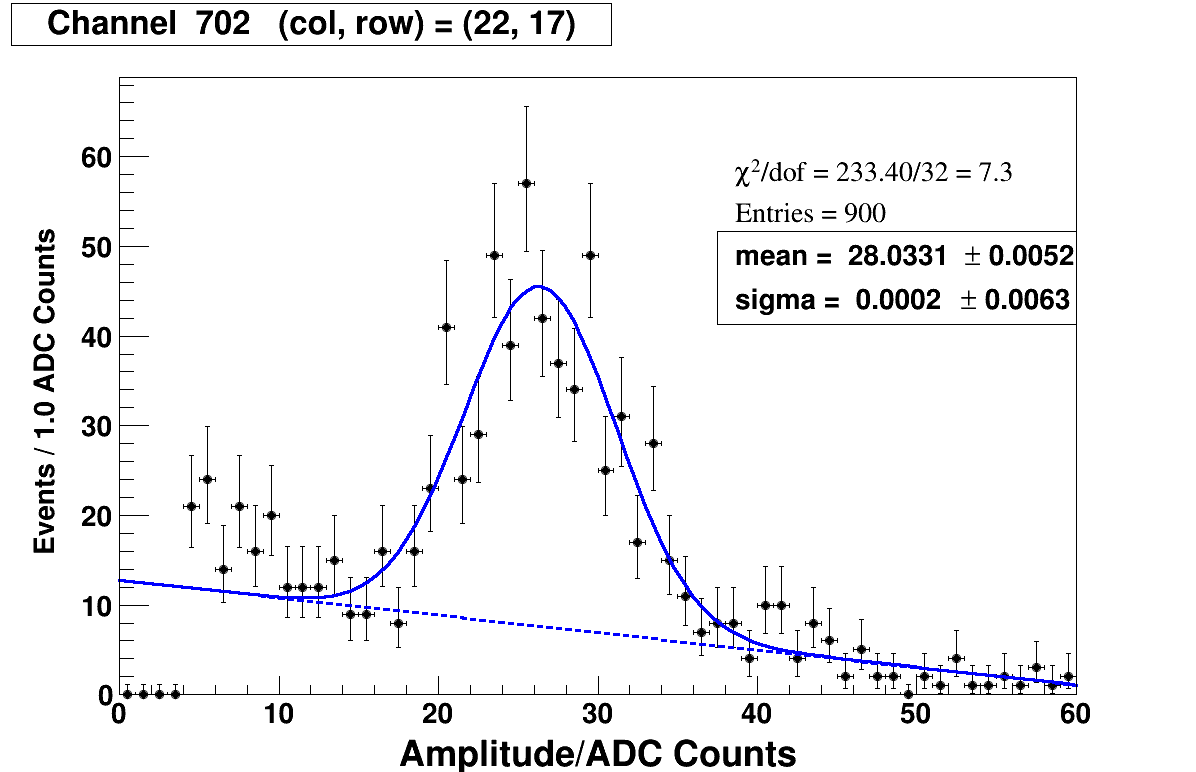 Channel 702 (col, row) = (22, 17)
χ²/dof = 233.40/32 = 7.3
Entries = 900
mean = 28.0331 ± 0.0052
sigma = 0.0002 ± 0.0063
Events / 1.0 ADC Counts
60
50
40
30
20
10
0
0 10 20 30 40 50 60
Amplitude/ADC Counts